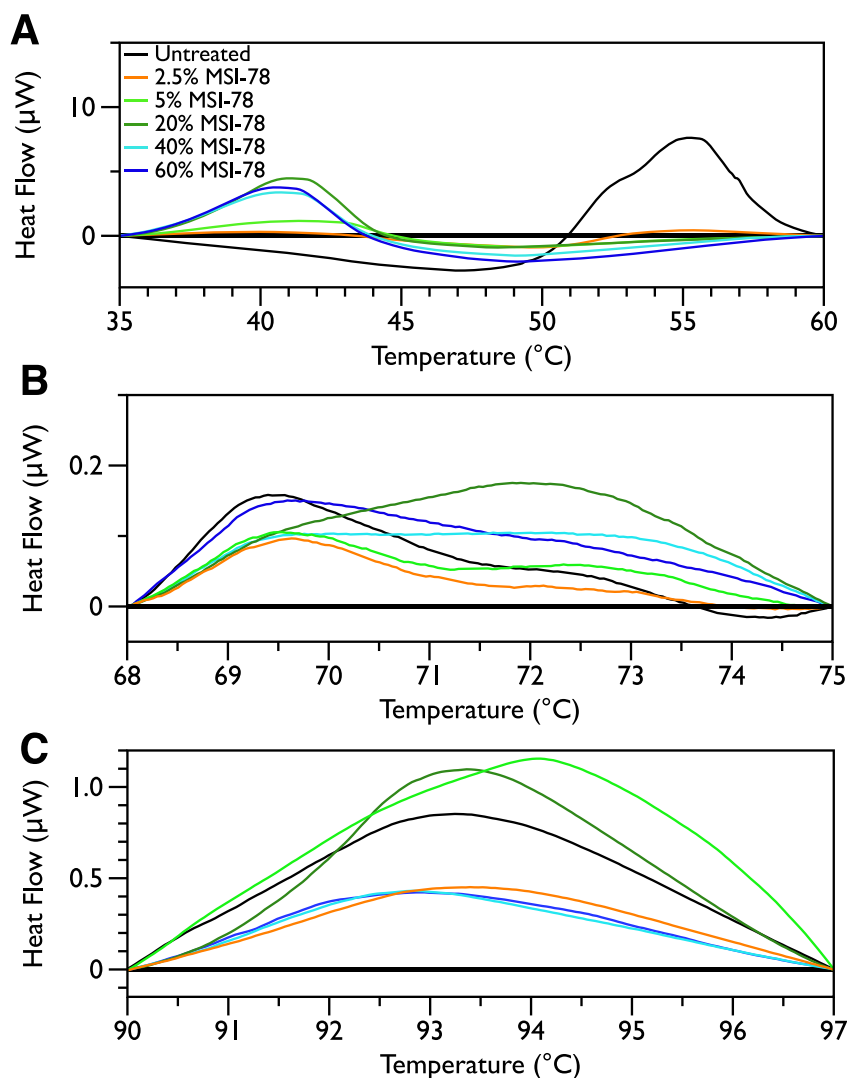 A
Untreated
2.5% MSI-78
5% MSI-78
20% MSI-78
40% MSI-78
60% MSI-78
Heat Flow (µW)
10
0
35 40 45 50 55 60
Temperature (°C)
B
Heat Flow (µW)
0.2
0
68 69 70 71 72 73 74 75
Temperature (°C)
C
Heat Flow (µW)
1.0
0.5
0
90 91 92 93 94 95 96 97
Temperature (°C)